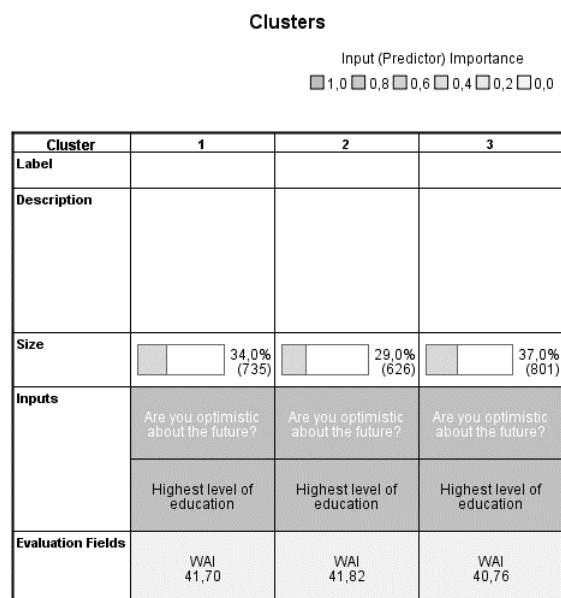 Clusters
Input (Predictor) Importance
1,0 0,8 0,6 0,4 0,2 0,0
Cluster 1 2 3
Label
Description
Size 34,0% 29,0% 37,0%
(735) (626) (801)
Inputs
Are you optimistic Are you optimistic Are you optimistic
about the future? about the future? about the future?
Highest level of Highest level of Highest level of
education education education
Evaluation Fields
WAI WAI WAI
41,70 41,82 40,76